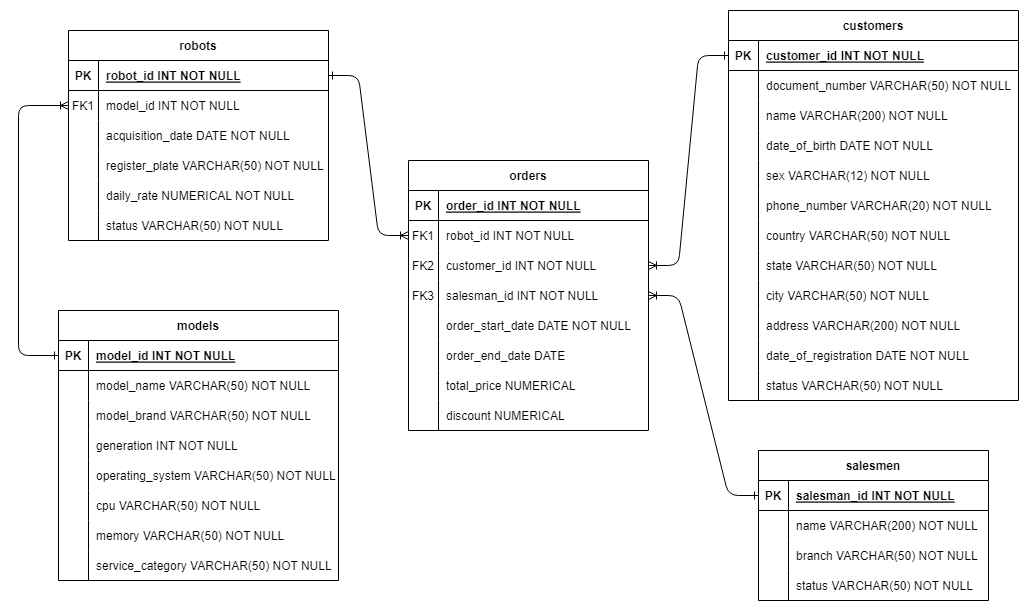 robots
PK robot_id INT NOT NULL
FK1 model_id INT NOT NULL
acquisition_date DATE NOT NULL
register_plate VARCHAR(50) NOT NULL
daily_rate NUMERICAL NOT NULL
status VARCHAR(50) NOT NULL
models
PK model_id INT NOT NULL
model_name VARCHAR(50) NOT NULL
model_brand VARCHAR(50) NOT NULL
generation INT NOT NULL
operating_system VARCHAR(50) NOT NULL
cpu VARCHAR(50) NOT NULL
memory VARCHAR(50) NOT NULL
service_category VARCHAR(50) NOT NULL
orders
PK order_id INT NOT NULL
FK1 robot_id INT NOT NULL
FK2 customer_id INT NOT NULL
FK3 salesman_id INT NOT NULL
order_start_date DATE NOT NULL
order_end_date DATE
total_price NUMERICAL
discount NUMERICAL
customers
PK customer_id INT NOT NULL
document_number VARCHAR(50) NOT NULL
name VARCHAR(200) NOT NULL
date_of_birth DATE NOT NULL
sex VARCHAR(12) NOT NULL
phone_number VARCHAR(20) NOT NULL
country VARCHAR(50) NOT NULL
state VARCHAR(50) NOT NULL
city VARCHAR(50) NOT NULL
address VARCHAR(200) NOT NULL
date_of_registration DATE NOT NULL
status VARCHAR(50) NOT NULL
salesmen
PK salesman_id INT NOT NULL
name VARCHAR(200) NOT NULL
branch VARCHAR(50) NOT NULL
status VARCHAR(50) NOT NULL